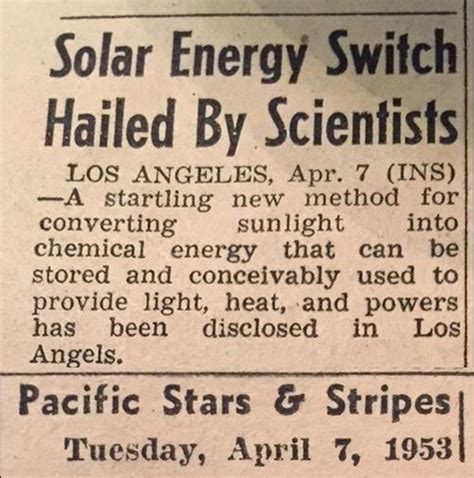 Solar Energy Switch
Hailed By Scientists
LOS ANGELES, Apr. 7 (INS)
—A startling new method for
converting sunlight into
chemical energy that can be
stored and conceivably used to
provide light, heat, and powers
has been disclosed in Los
Angels.
Pacific Stars & Stripes
Tuesday, April 7, 1953